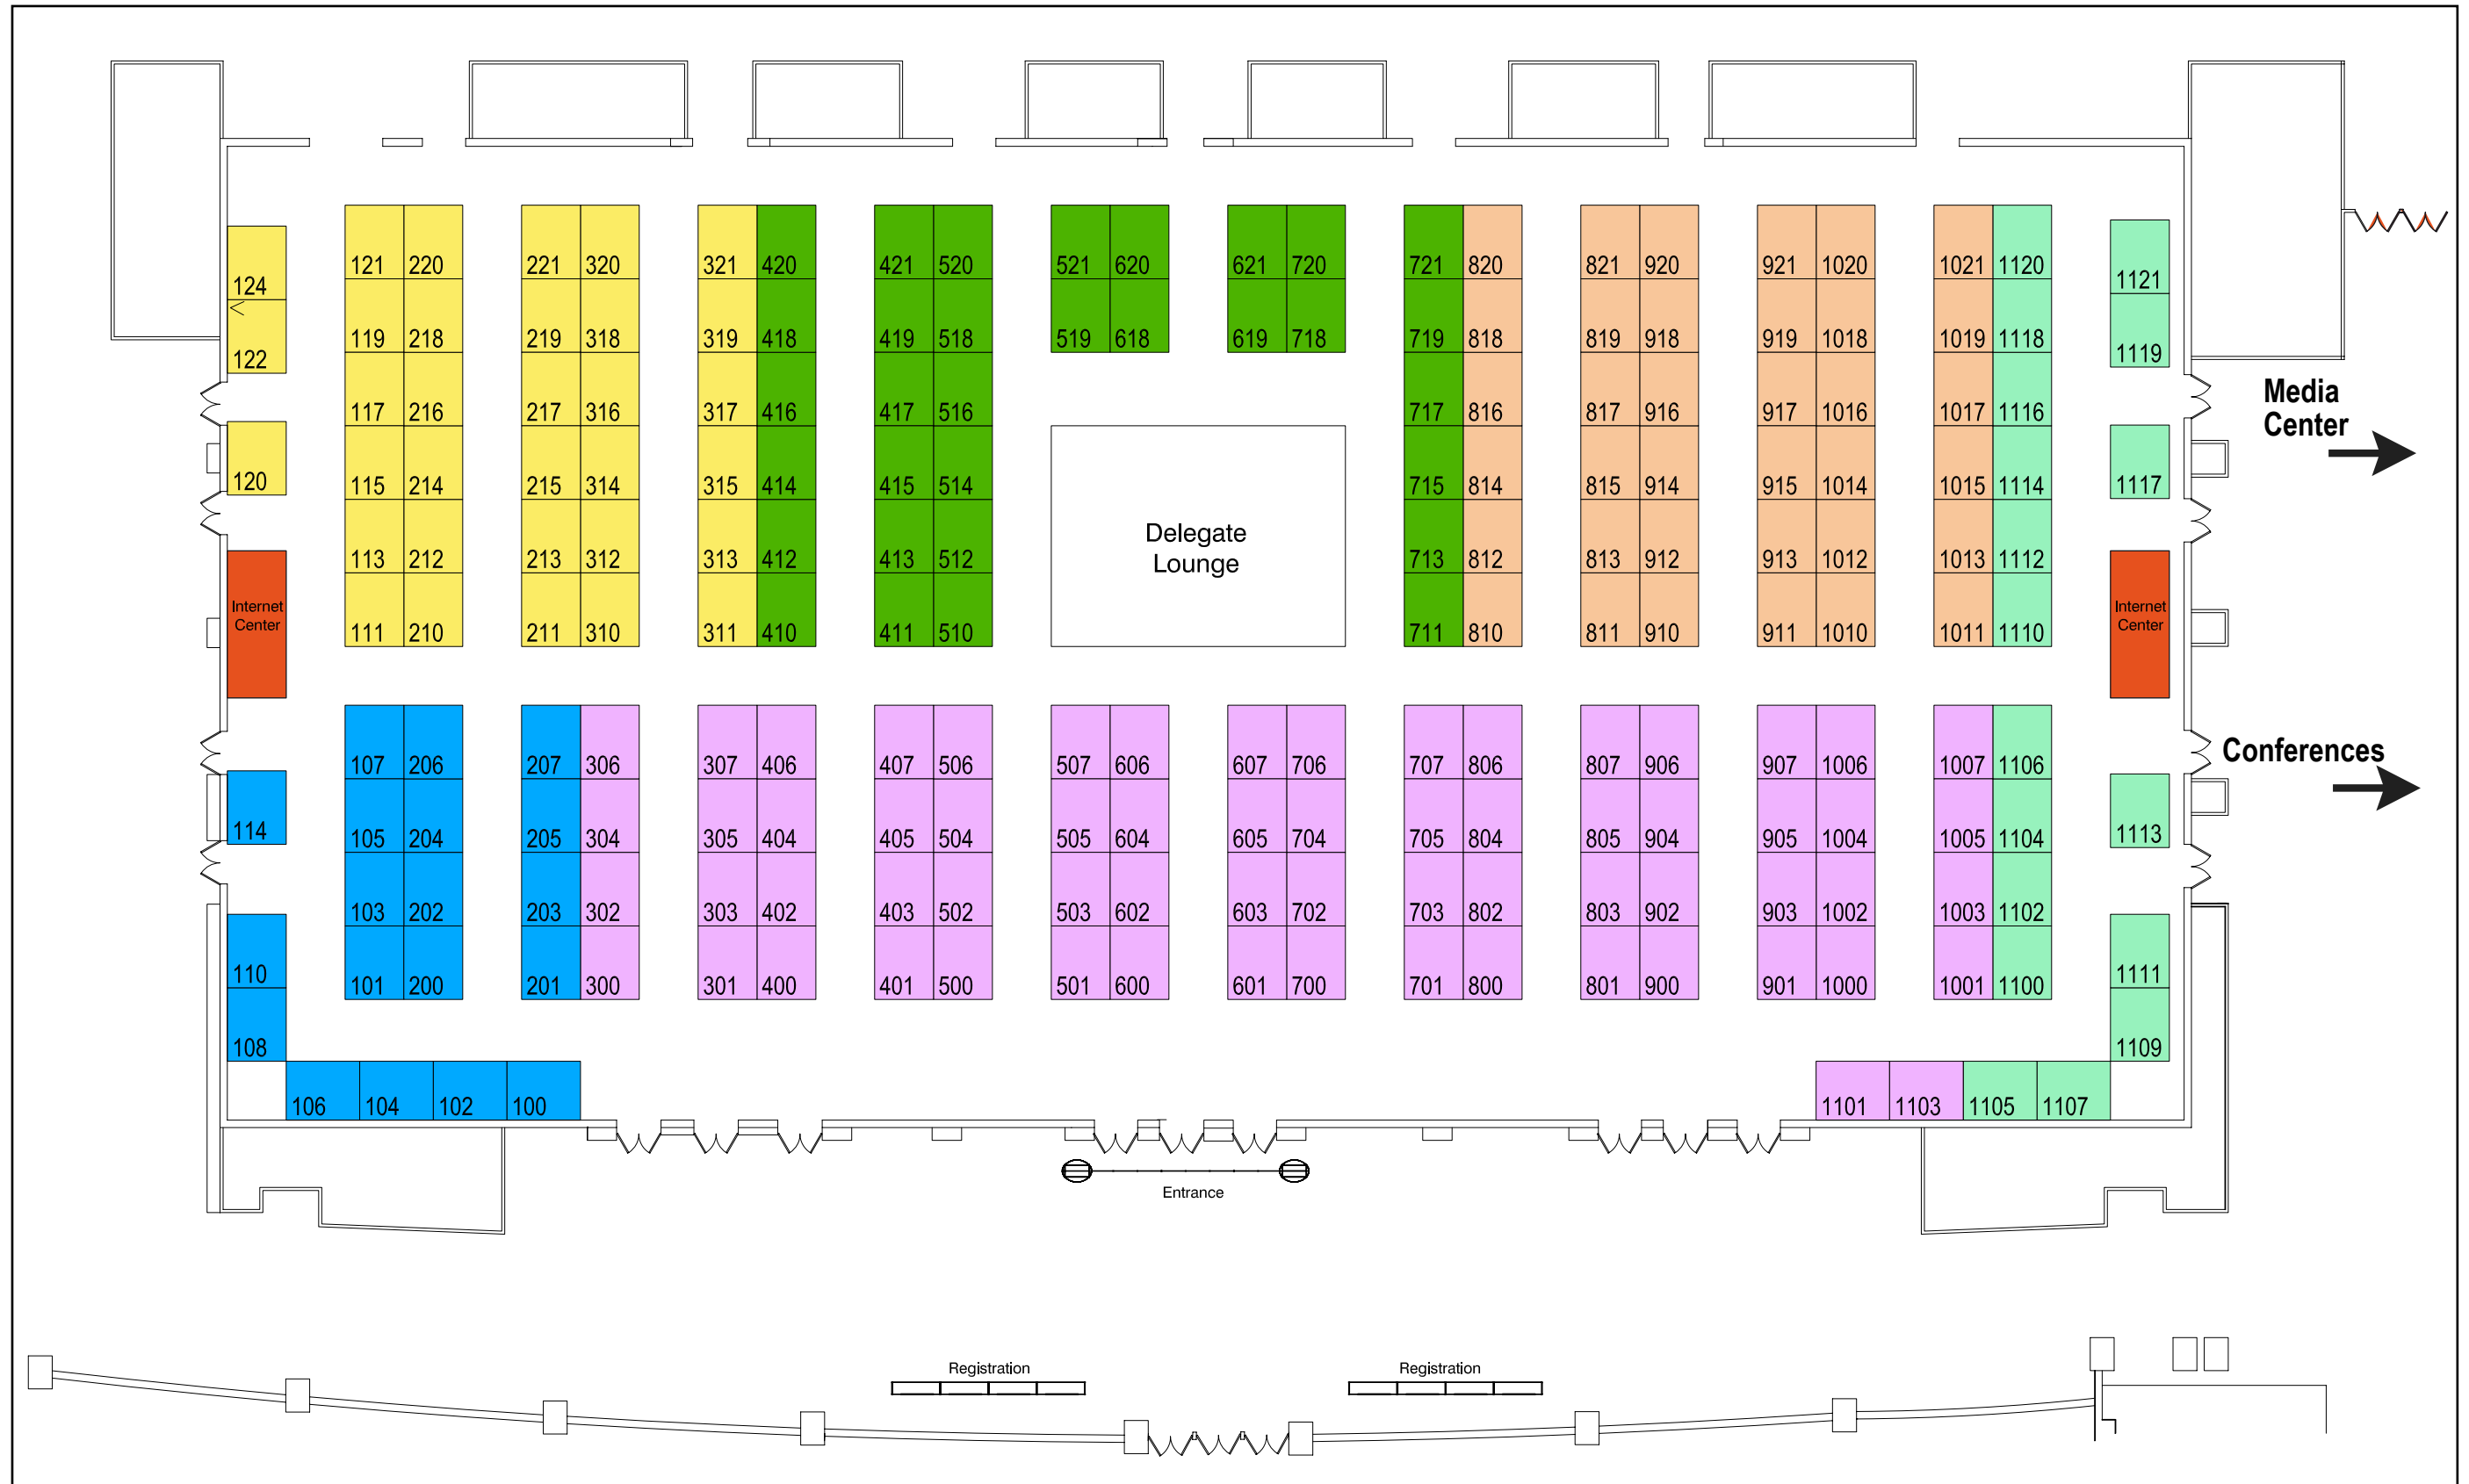 121 220 221 320 321 420 421 520 521 620 621 720 721 820 821 920 921 1020 1021 1120
124 1121
119 218 219 318 319 418 419 518 519 618 619 718 719 818 819 918 919 1018 1019 1118
122 1119
Media
Center
117 216 217 316 317 416 417 516 717 816 817 916 917 1016 1017 1116
120 115 214 215 314 315 414 415 514 715 814 815 914 915 1014 1015 1114 1117
Delegate
Lounge
113 212 213 312 313 412 413 512 713 812 813 912 913 1012 1013 1112
Internet
Center
Internet
Center
111 210 211 310 311 410 411 510 711 810 811 910 911 1010 1011 1110
Conferences
107 206 207 306 307 406 407 506 507 606 607 706 707 806 807 906 907 1006 1007 1106
114 105 204 205 304 305 404 405 504 505 604 605 704 705 804 805 904 905 1004 1005 1104 1113
103 202 203 302 303 402 403 502 503 602 603 702 703 802 803 902 903 1002 1003 1102
110 1111
101 200 201 300 301 400 401 500 501 600 601 700 701 800 801 900 901 1000 1001 1100
108 1109
106 104 102 100 1101 1103 1105 1107
Entrance
Registration Registration